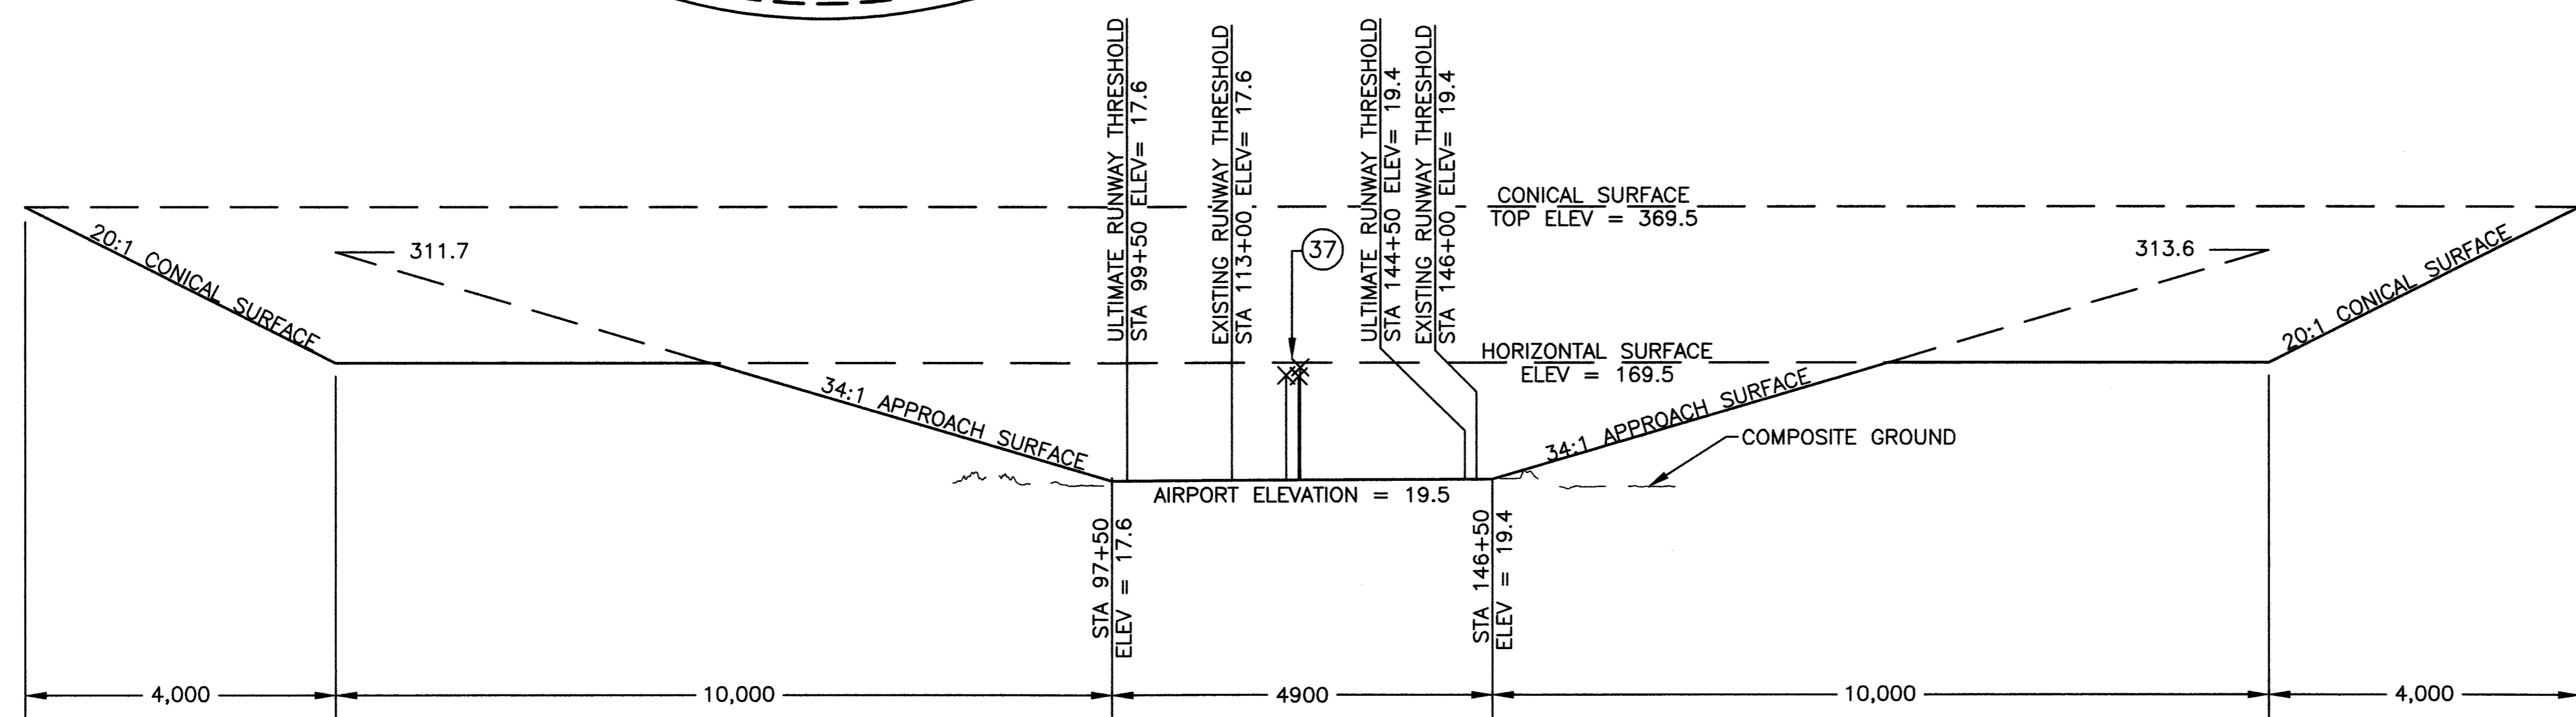 ULTIMATE RUNWAY THRESHOLD
STA 99+50 ELEV= 17.6
EXISTING RUNWAY THRESHOLD
STA 113+00, ELEV= 17.6
ULTIMATE RUNWAY THRESHOLD
STA 144+50 ELEV= 19.4
EXISTING RUNWAY THRESHOLD
STA 146+00 ELEV= 19.4
CONICAL SURFACE
TOP ELEV = 369.5
20:1 CONICAL SURFACE
311.7
37
313.6
20:1 CONICAL SURFACE
HORIZONTAL SURFACE
ELEV = 169.5
34:1 APPROACH SURFACE
34:1 APPROACH SURFACE
COMPOSITE GROUND
AIRPORT ELEVATION = 19.5
STA 97+50
ELEV = 17.6
STA 146+50
ELEV = 19.4
4,000
10,000
4900
10,000
4,000